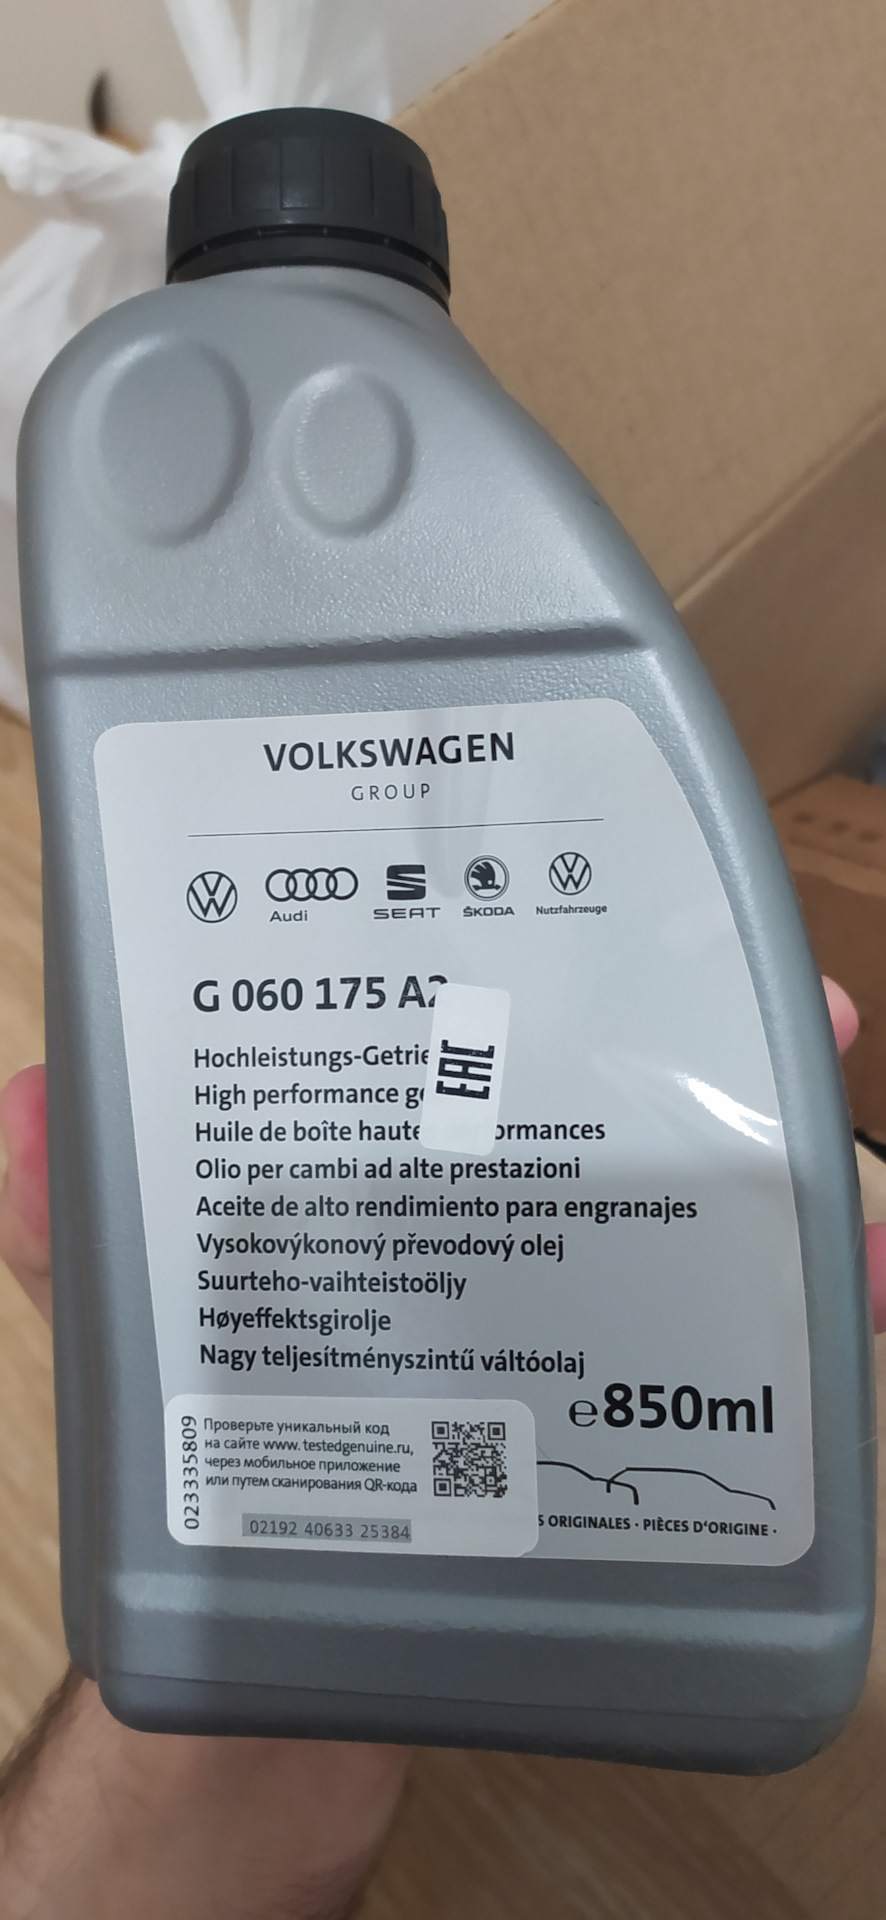 VOLKSWAGEN
GROUP
Audi
SEAT
ŠKODA
Nutzfahrzeuge
G 060 175 A2
Hochleistungs-Getrie
High performance ge
Huile de boîte haute ormances
Olio per cambi ad alte prestazioni
Aceite de alto rendimiento para engranajes
Vysokovýkonový převodový olej
Suurteho-vaihteistoöljy
Høyeffektsgirolje
Nagy teljesítményszintű váltóolaj
EAC
e850ml
023335809
Проверьте уникальный код
на сайте www. testedgenuine.ru,
через мобильное приложение
или путем сканирования QR-кода
02192 40633 25384
S ORIGINALES · PIÈCES D'ORIGINE ·